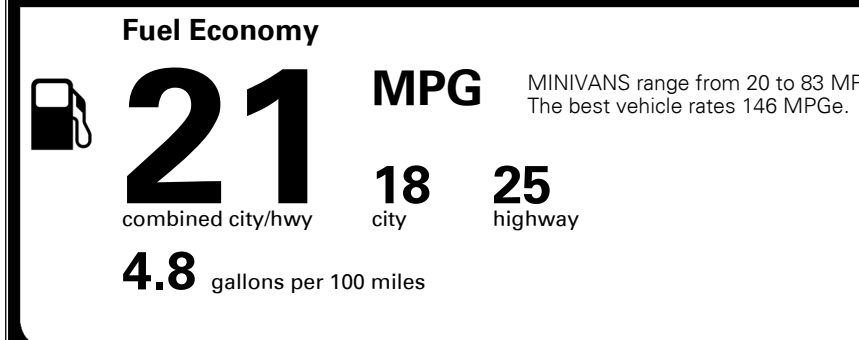 Fuel Economy
21 MPG
MINIVANS range from 20 to 83
The best vehicle rates 146 MPGe.
combined city/hwy
18
city
25
highway
4.8 gallons per 100 miles